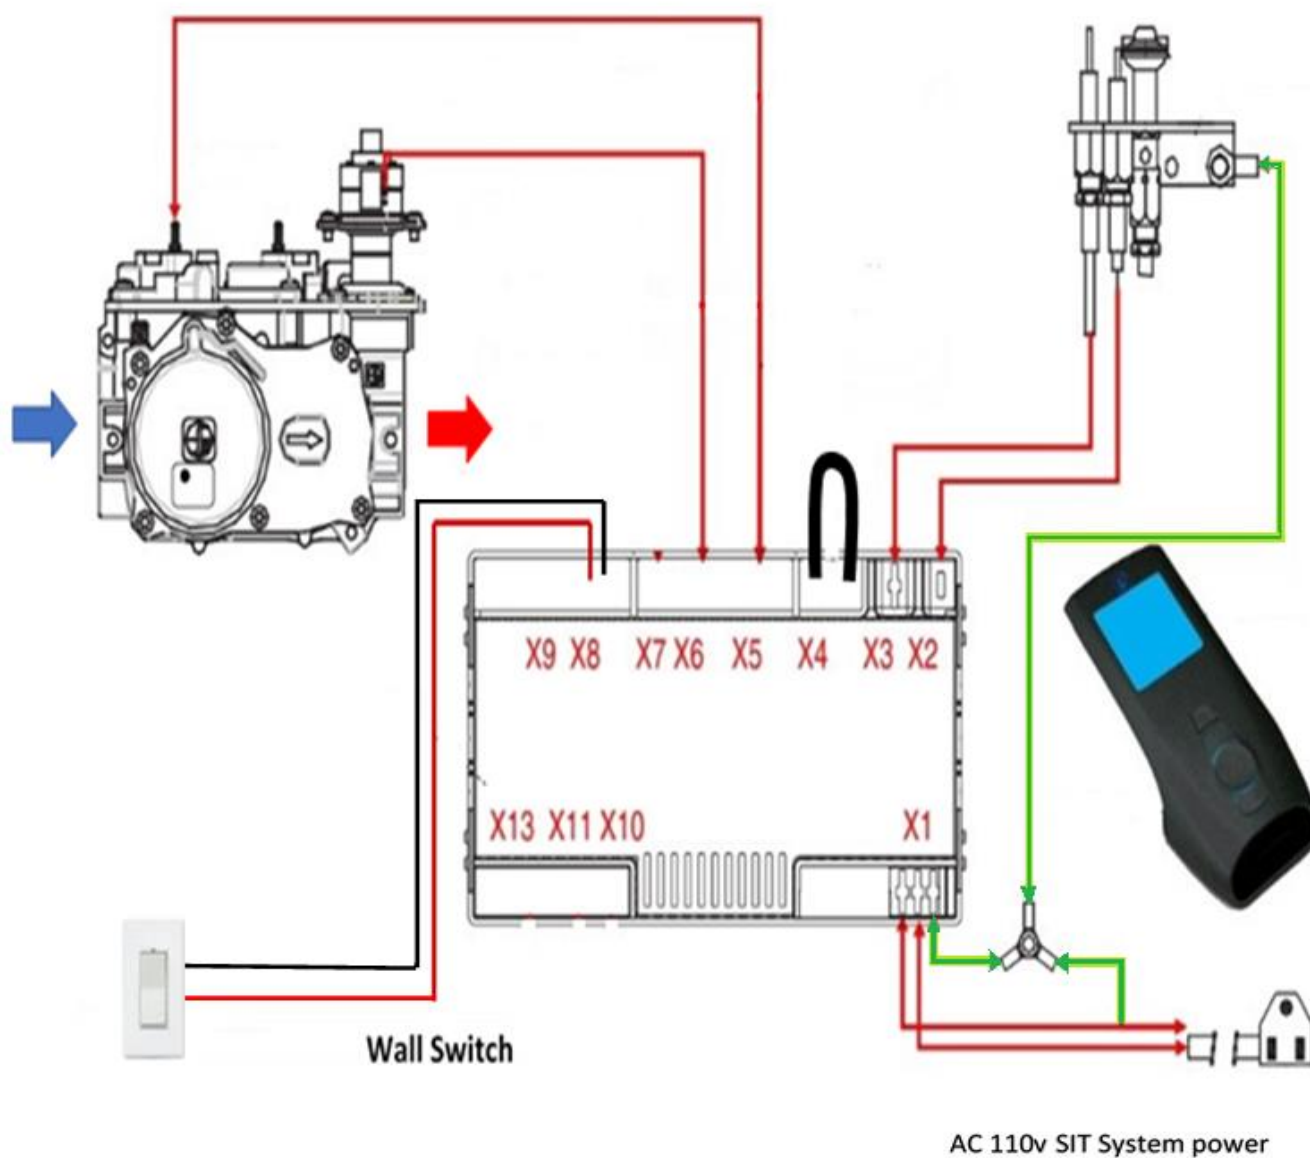 X9 X8 X7 X6 X5 X4 X3 X2
X13 X11 X10 X1
Wall Switch
AC 110v SIT System power